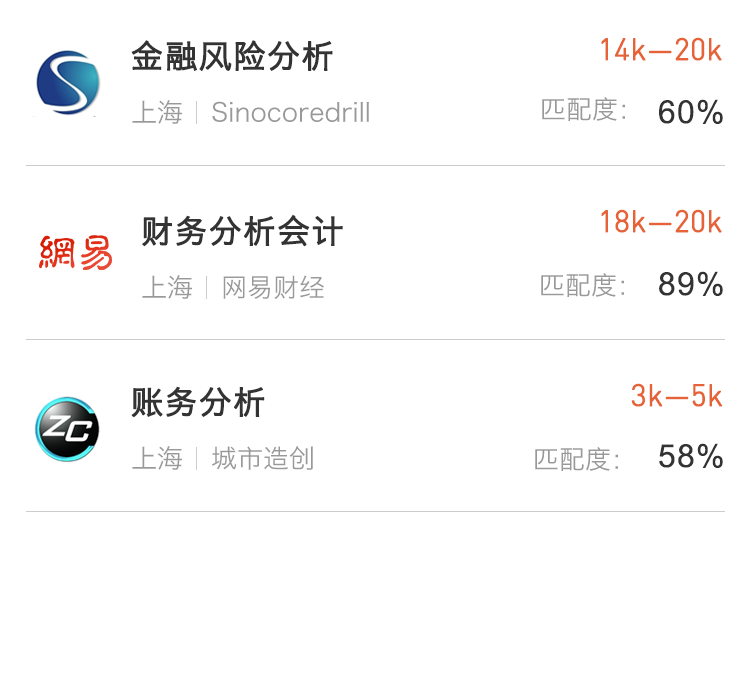 金融风险分析 14k—20k
上海 | Sinocoredrill 匹配度: 60%
網易
财务分析会计 18k—20k
上海 | 网易财经 匹配度: 89%
账务分析 3k—5k
ZC
上海 | 城市造创 匹配度: 58%